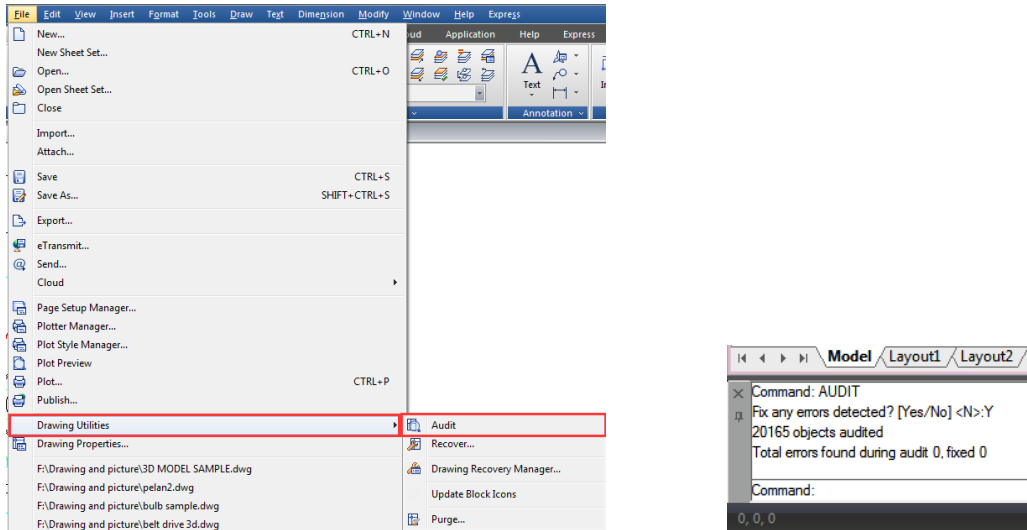 File Edit View Insert Format Tools Draw Text Dimension Modify Window Help Express
oud Application Help Express
Text
Annotation
New... CTRL+N
New Sheet Set...
Open... CTRL+O
Open Sheet Set...
Close
Import...
Attach...
Save CTRL+S
Save As... SHIFT+CTRL+S
Export...
eTransmit...
Send...
Cloud
Page Setup Manager...
Plotter Manager...
Plot Style Manager...
Plot Preview
Plot... CTRL+P
Publish...
Drawing Utilities
Drawing Properties...
F:\Drawing and picture\3D MODEL SAMPLE.dwg
F:\Drawing and picture\pelan2.dwg
F:\Drawing and picture\bulb sample.dwg
F:\Drawing and picture\belt drive 3d.dwg
Audit
Recover...
Drawing Recovery Manager...
Update Block Icons
Purge...
Model Layout1 Layout2
Command: AUDIT
Fix any errors detected? [Yes/No] <N>:Y
20165 objects audited
Total errors found during audit 0, fixed 0
Command:
0, 0, 0